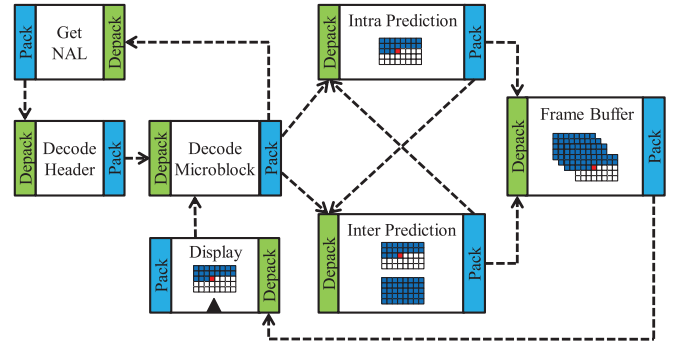 Pack
Get
NAL
Depack
Intra Prediction
Depack
Pack
Depack
Decode
Header
Pack
Depack
Decode
Microblock
Pack
Frame Buffer
Depack
Pack
Inter Prediction
Depack
Pack
Display
Pack
Depack